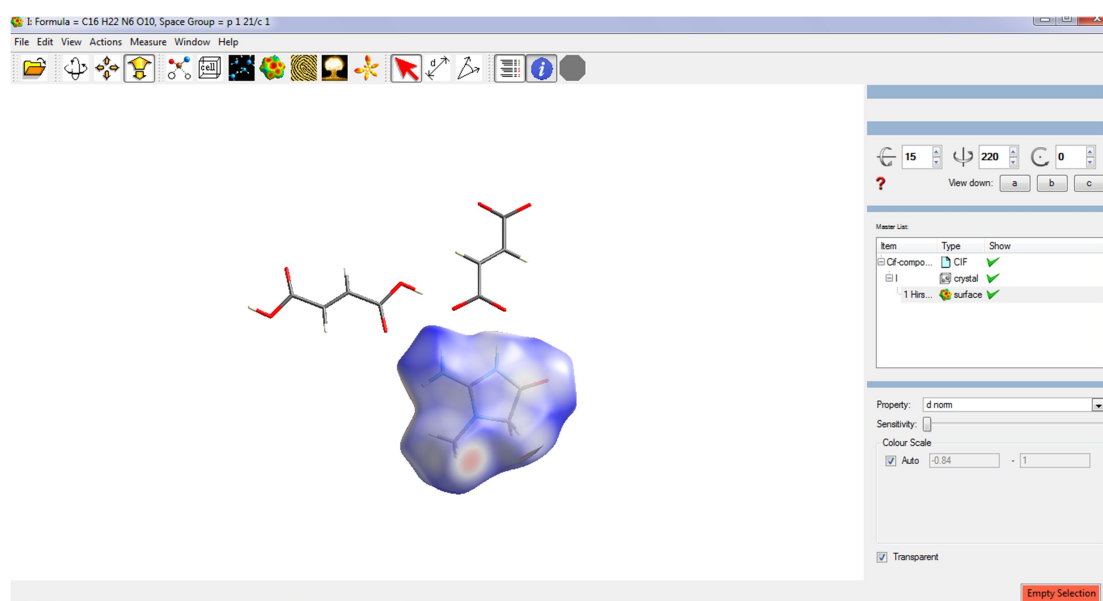 I: Formula = C16 H22 N6 O10, Space Group = p 1 21/c 1
File Edit View Actions Measure Window Help
cell d
15 220 0
? View down: a b c
Master List:
Item Type Show
Cif-compo... CIF
I crystal
1 Hirs... surface
Property: d norm
Sensitivity:
Colour Scale
Auto -0.84 - 1
Transparent
Empty Selection